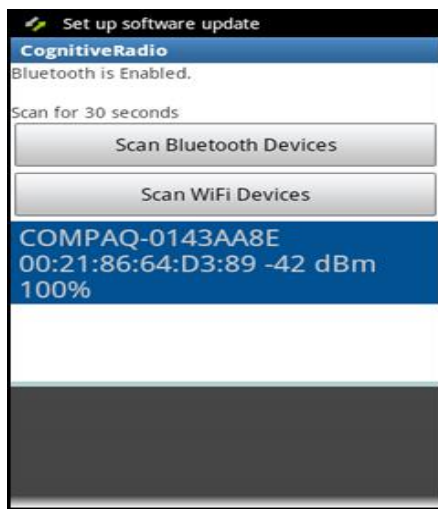 Set up software update
CognitiveRadio
Bluetooth is Enabled.
Scan for 30 seconds
Scan Bluetooth Devices
Scan WiFi Devices
COMPAQ-0143AA8E
00:21:86:64:D3:89 -42 dBm
100%